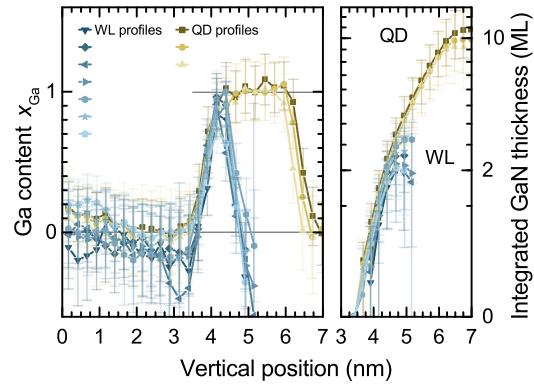 WL profiles
QD profiles
QD
WL
1
0
10
2
0
0 1 2 3 4 5 6 7
3 4 5 6 7
Ga content xGa
Integrated GaN thickness (ML)
Vertical position (nm)